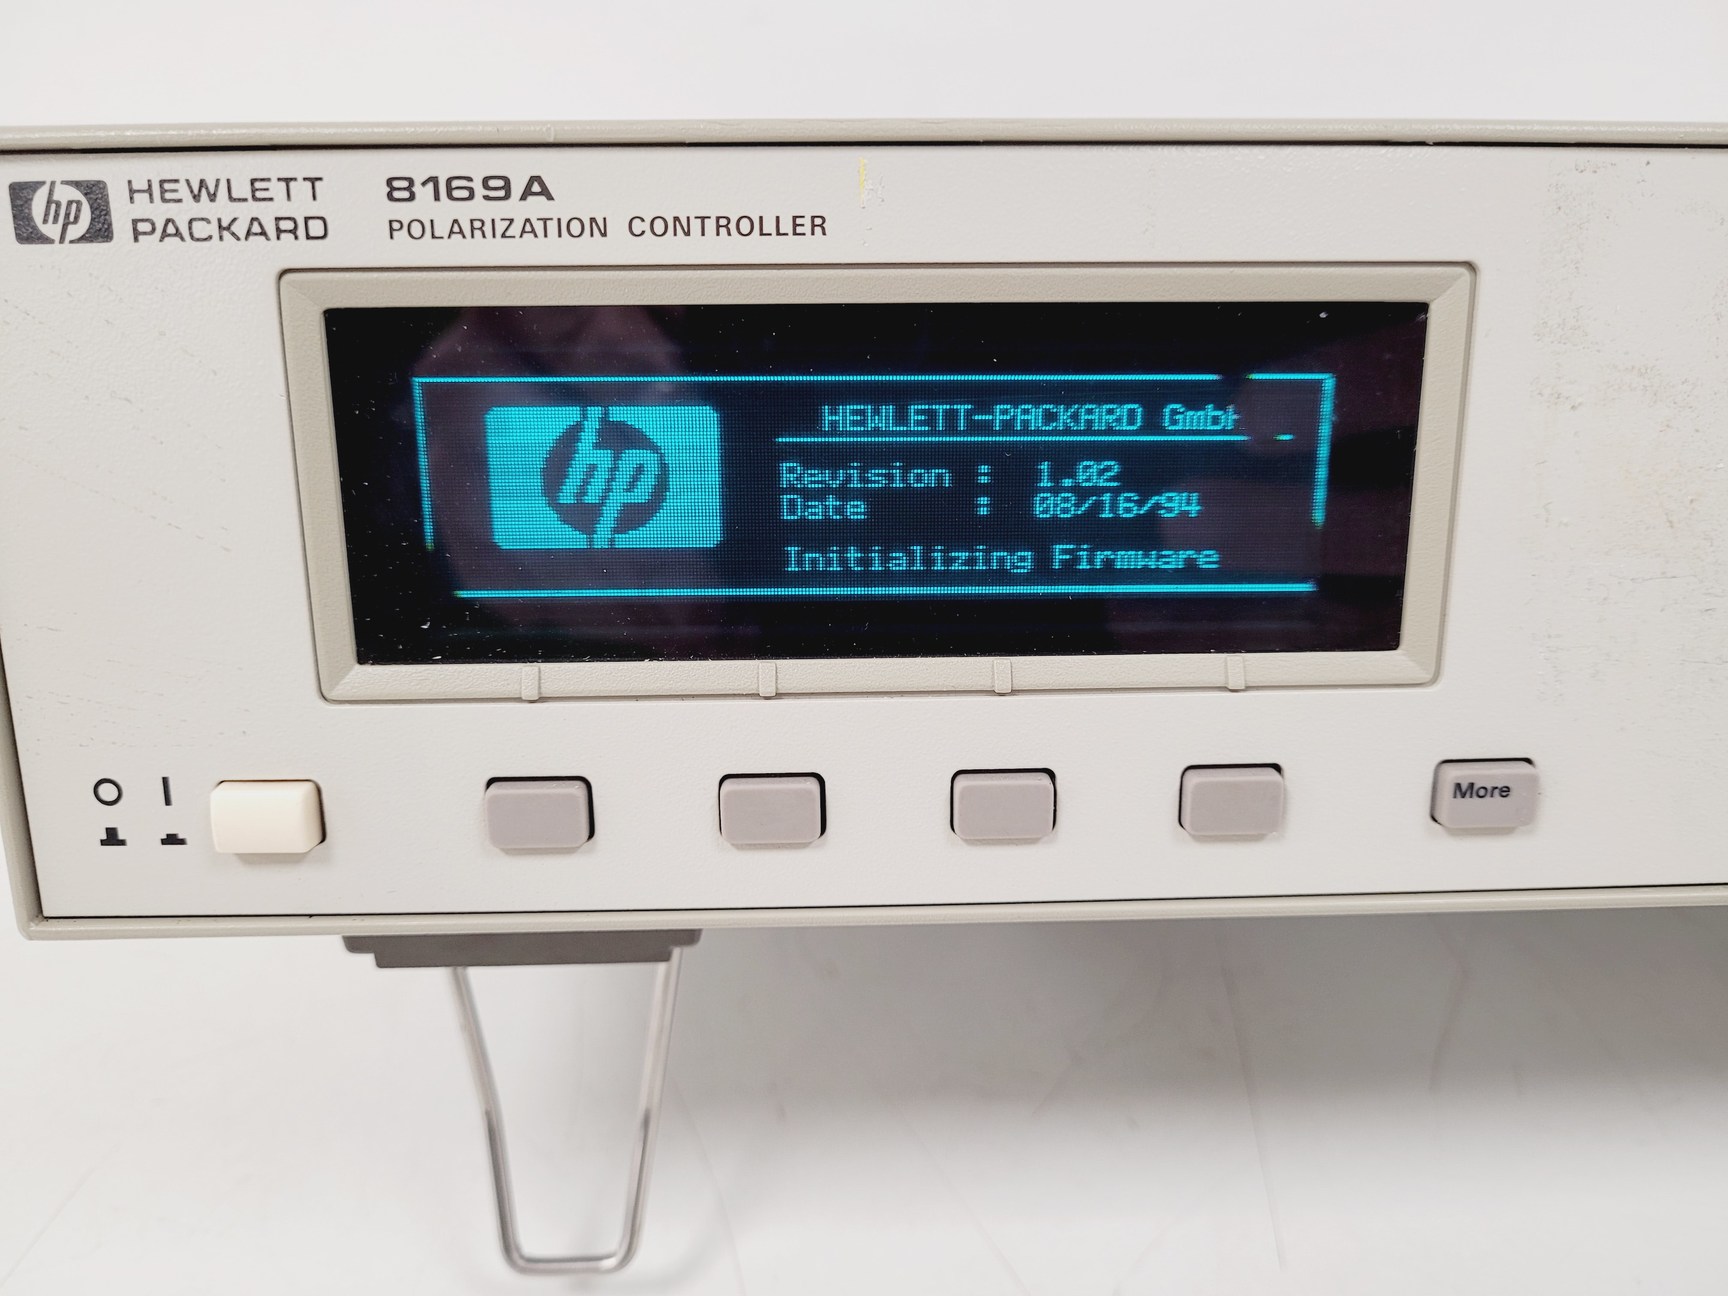 hp HEWLETT
PACKARD
8169A
POLARIZATION CONTROLLER
hp
HEWLETT-PACKARD GmbH
Revision : 1.02
Date : 08/16/94
Initializing Firmware
More